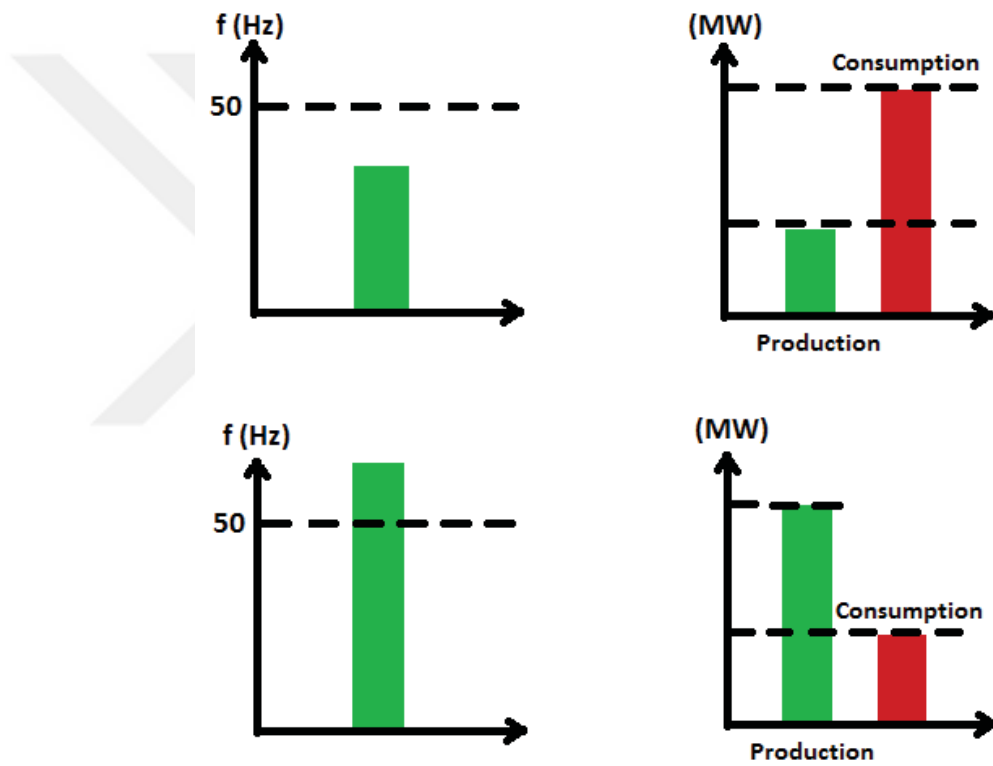 f (Hz)
50
(MW)
Consumption
Production
f (Hz)
50
(MW)
Consumption
Production